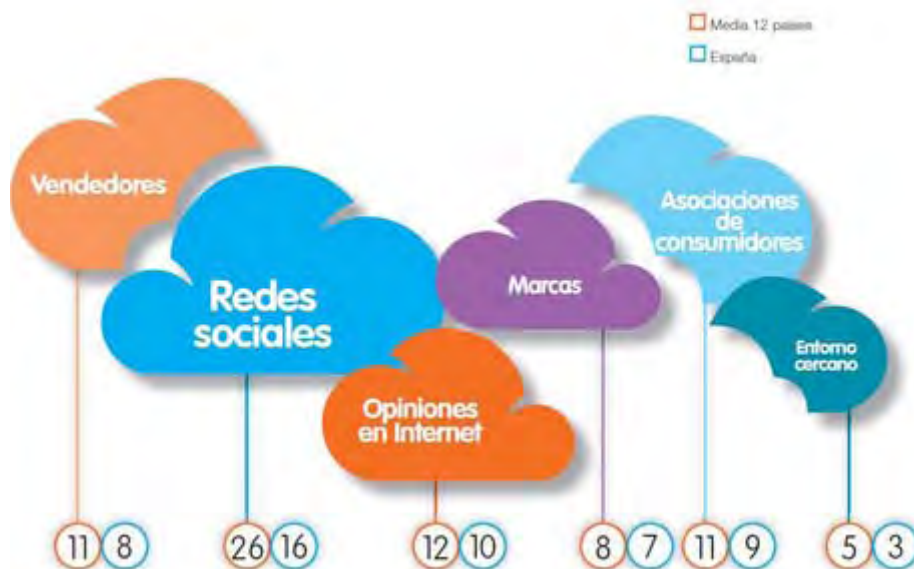 Media 12 países
España
Vendedores
Redes
sociales
Opiniones
en Internet
Marcas
Asociaciones
de
consumidores
Entorno
cercano
11 8
26 16
12 10
8 7
11 9
5 3